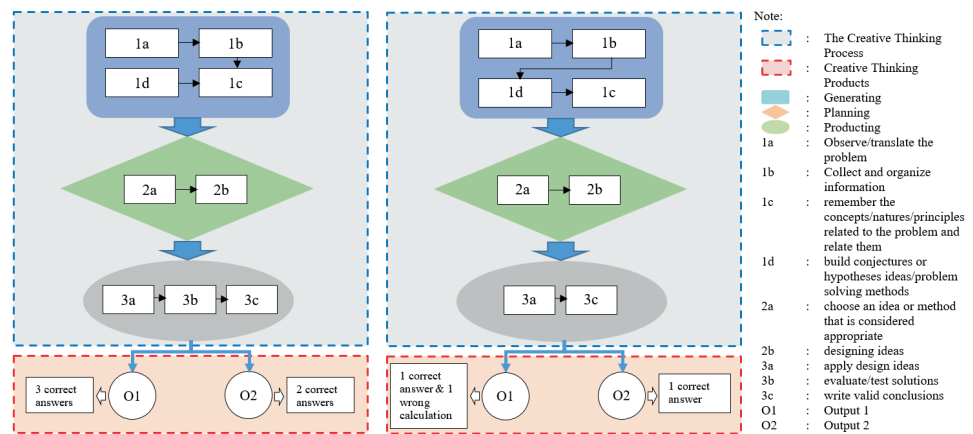 1a
1b
1d
1c
2a
2b
3a
3b
3c
3 correct
answers
O1
O2
2 correct
answers
1a
1b
1d
1c
2a
2b
3a
3c
1 correct
answer & 1
wrong
calculation
O1
O2
1 correct
answer
Note:
: The Creative Thinking
Process
: Creative Thinking
Products
: Generating
: Planning
: Producting
1a : Observe/translate the
problem
1b : Collect and organize
information
1c : remember the
concepts/natures/principles
related to the problem and
relate them
1d : build conjectures or
hypotheses ideas/problem
solving methods
2a : choose an idea or method
that is considered
appropriate
2b : designing ideas
3a : apply design ideas
3b : evaluate/test solutions
3c : write valid conclusions
O1 : Output 1
O2 : Output 2